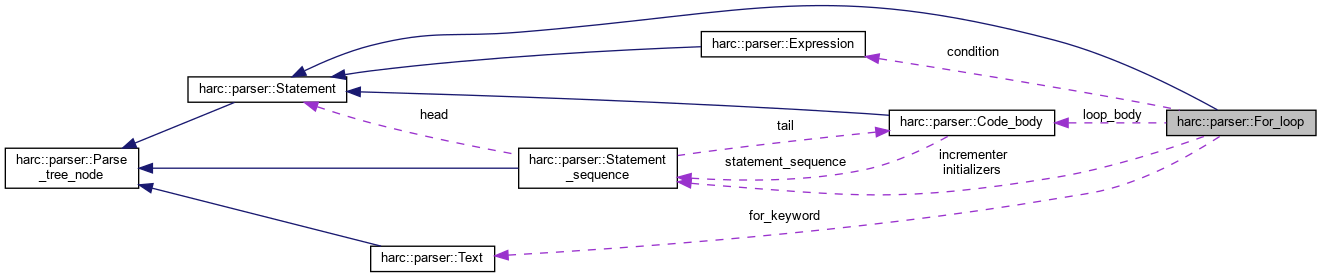 harc::parser::Expression
condition
harc::parser::Statement
head
harc::parser::Code_body
loop_body
harc::parser::For_loop
tail
harc::parser::Parse
_tree_node
harc::parser::Statement
_sequence
statement_sequence
incrementer
initializers
for_keyword
harc::parser::Text